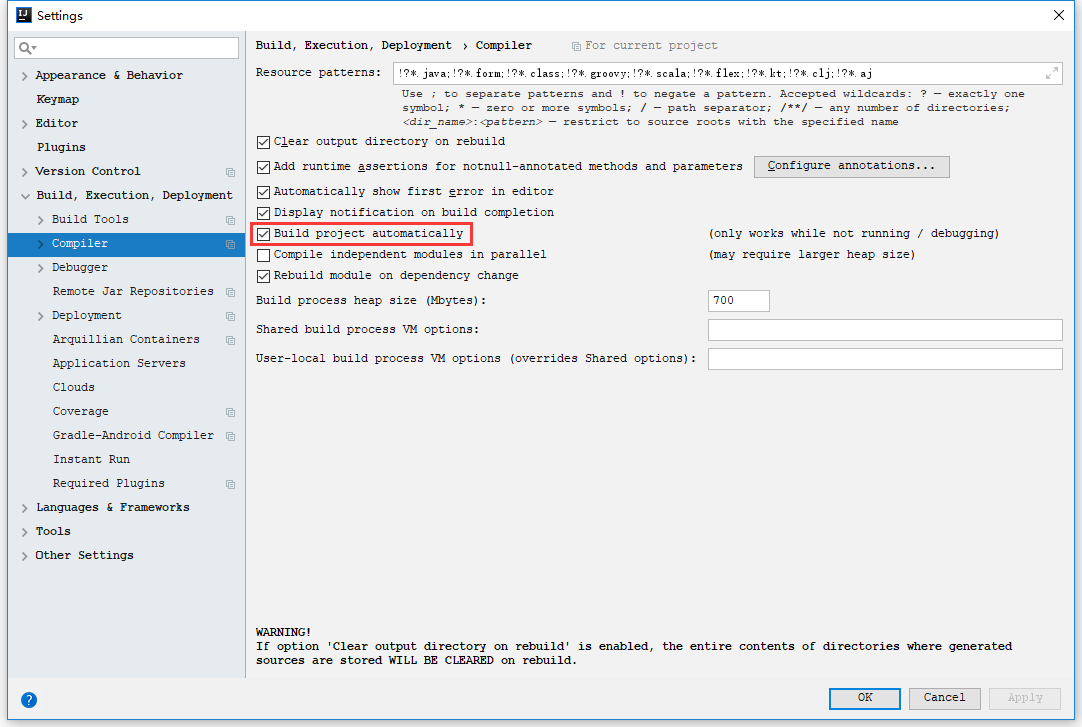 IJ Settings
Build, Execution, Deployment › Compiler For current project
Appearance & Behavior
Keymap
Editor
Plugins
Version Control
Build, Execution, Deployment
Build Tools
Compiler
Debugger
Remote Jar Repositories
Deployment
Arquillian Containers
Application Servers
Clouds
Coverage
Gradle-Android Compiler
Instant Run
Required Plugins
Languages & Frameworks
Tools
Other Settings
Resource patterns: !?*.java;!?*.form;!?*.class;!?*.groovy;!?*.scala;!?*.flex;!?*.kt;!?*.clj;!?*.aj
Use ; to separate patterns and ! to negate a pattern. Accepted wildcards: ? — exactly one
symbol; * — zero or more symbols; / — path separator; /**/ — any number of directories;
<dir_name>:<pattern> — restrict to source roots with the specified name
Clear output directory on rebuild
Add runtime assertions for notnull-annotated methods and parameters Configure annotations...
Automatically show first error in editor
Display notification on build completion
Build project automatically (only works while not running / debugging)
Compile independent modules in parallel (may require larger heap size)
Rebuild module on dependency change
Build process heap size (Mbytes): 700
Shared build process VM options:
User-local build process VM options (overrides Shared options):
WARNING!
If option 'Clear output directory on rebuild' is enabled, the entire contents of directories where generated
sources are stored WILL BE CLEARED on rebuild.
? OK Cancel Apply